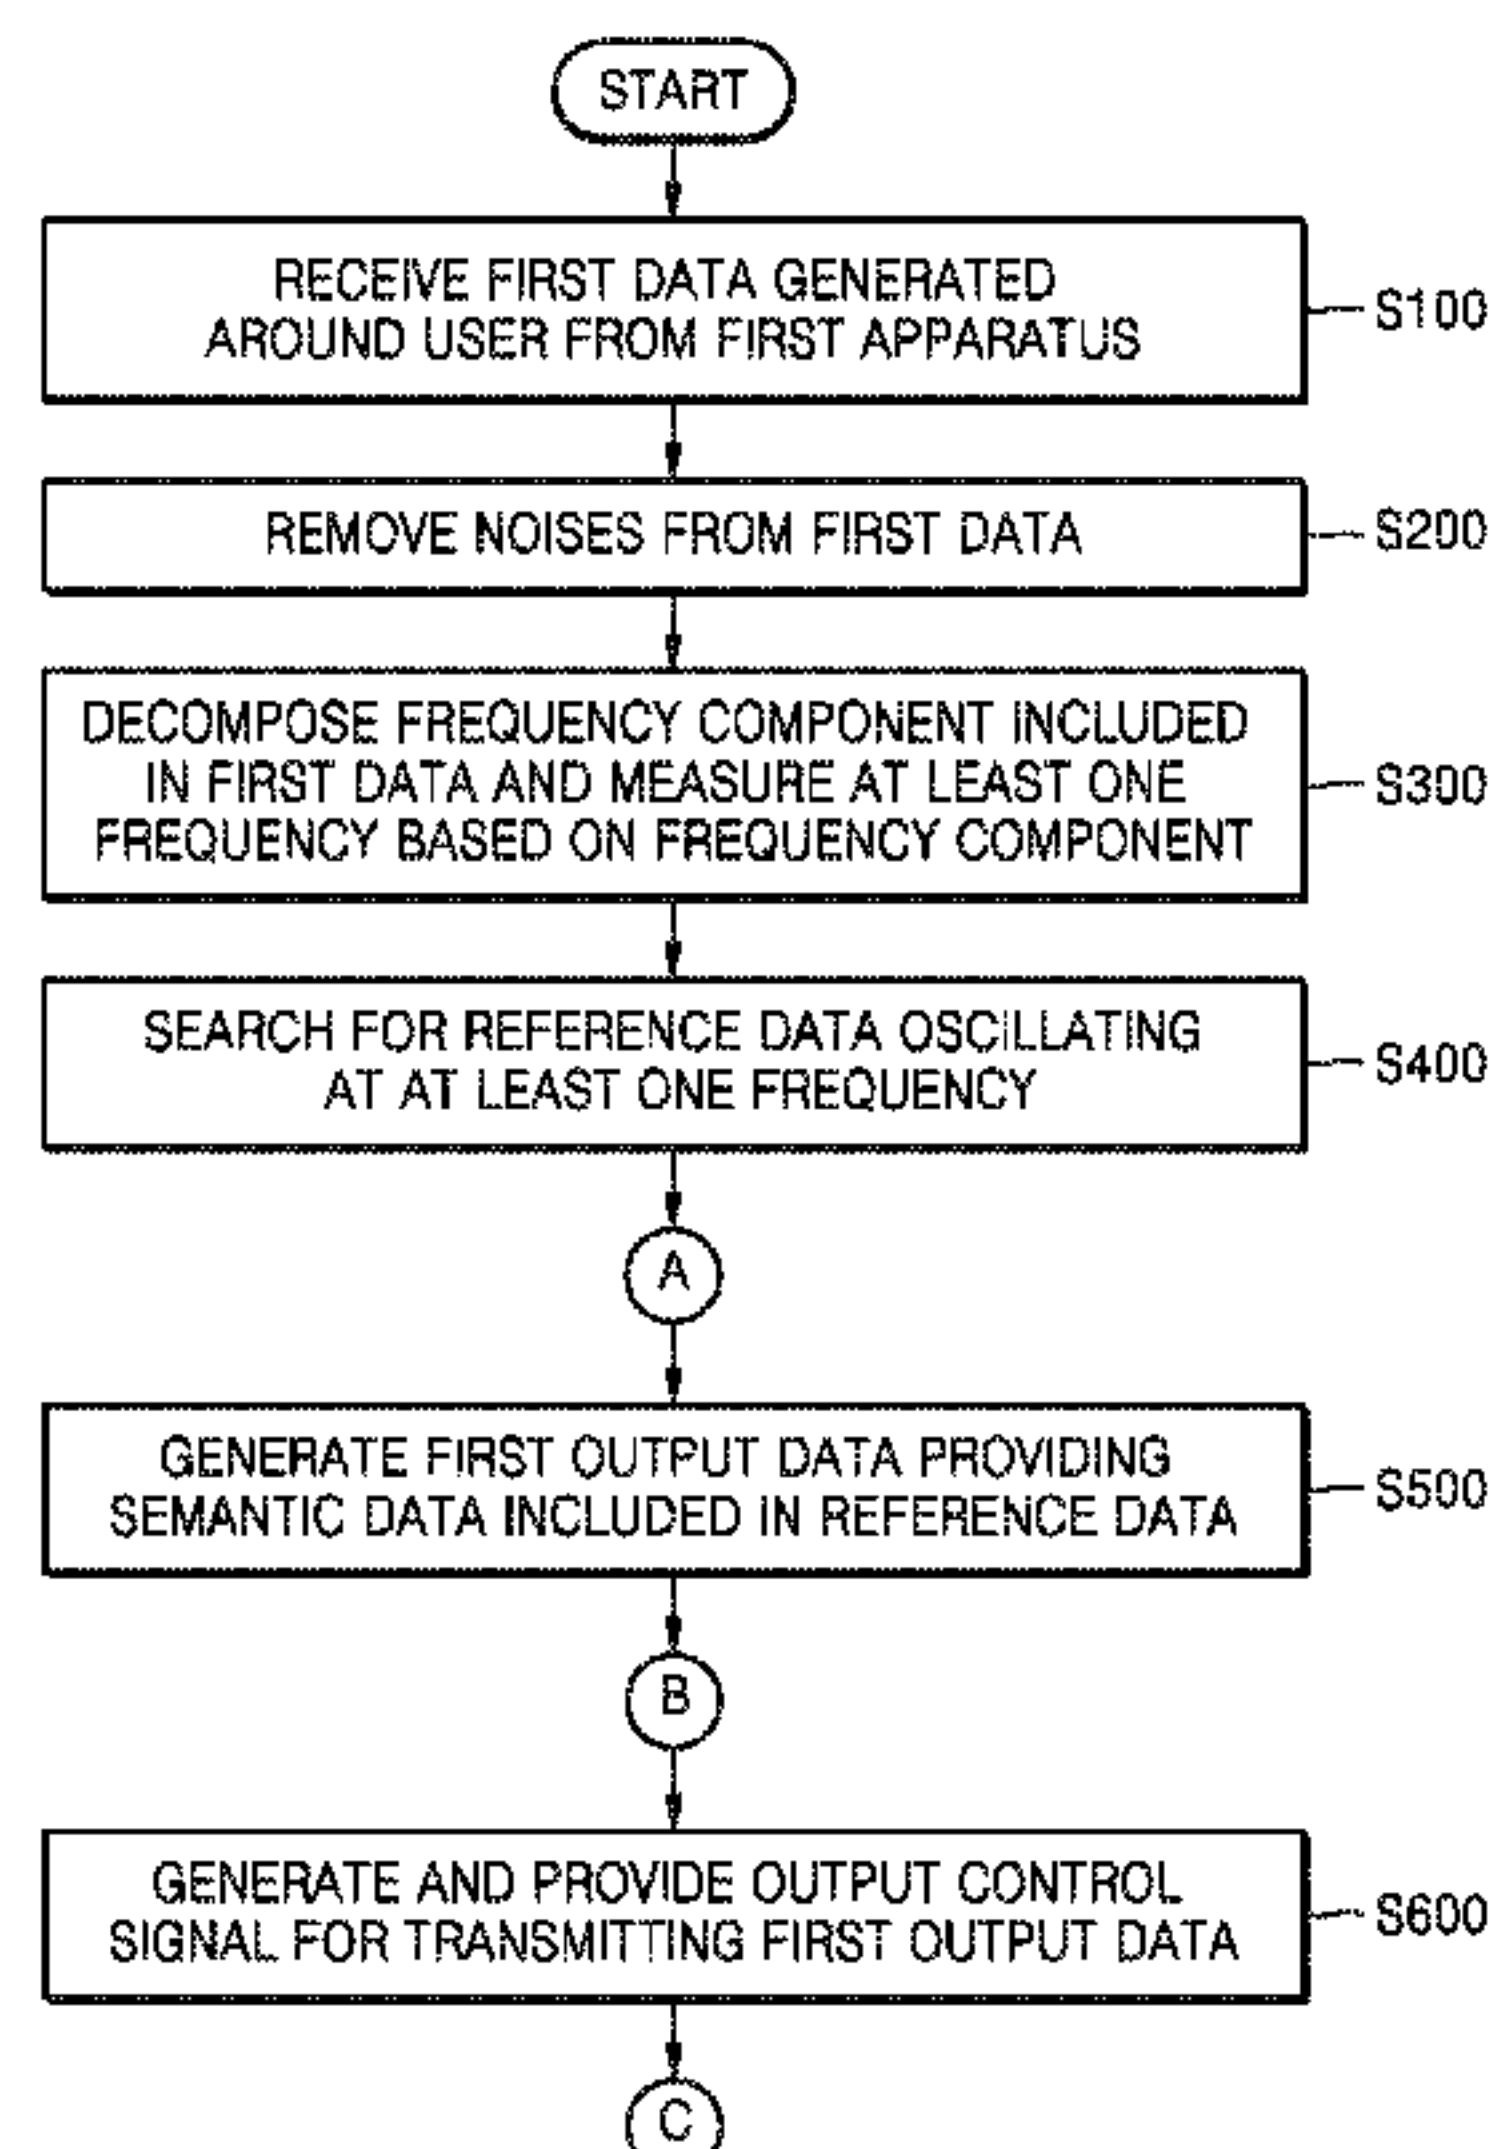 START
RECEIVE FIRST DATA GENERATED
AROUND USER FROM FIRST APPARATUS
S100
REMOVE NOISES FROM FIRST DATA
S200
DECOMPOSE FREQUENCY COMPONENT INCLUDED
IN FIRST DATA AND MEASURE AT LEAST ONE
FREQUENCY BASED ON FREQUENCY COMPONENT
S300
SEARCH FOR REFERENCE DATA OSCILLATING
AT AT LEAST ONE FREQUENCY
S400
A
GENERATE FIRST OUTPUT DATA PROVIDING
SEMANTIC DATA INCLUDED IN REFERENCE DATA
S500
B
GENERATE AND PROVIDE OUTPUT CONTROL
SIGNAL FOR TRANSMITTING FIRST OUTPUT DATA
S600
C